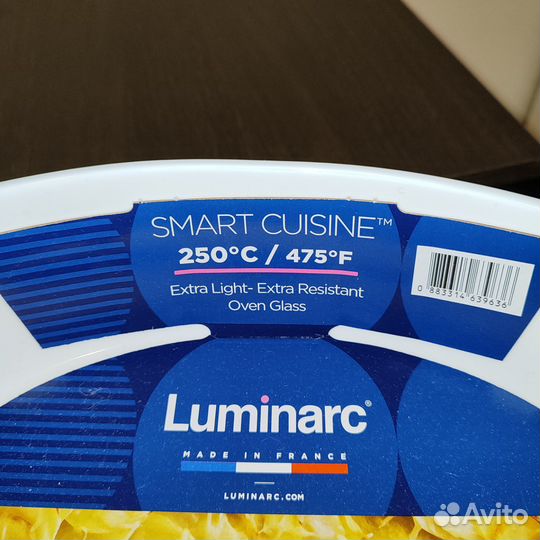 SMART CUISINE™
250°C / 475°F
Extra Light- Extra Resistant
Oven Glass
0 883314 639636
Luminarc®
MADE IN FRANCE
LUMINARC.COM
Avito